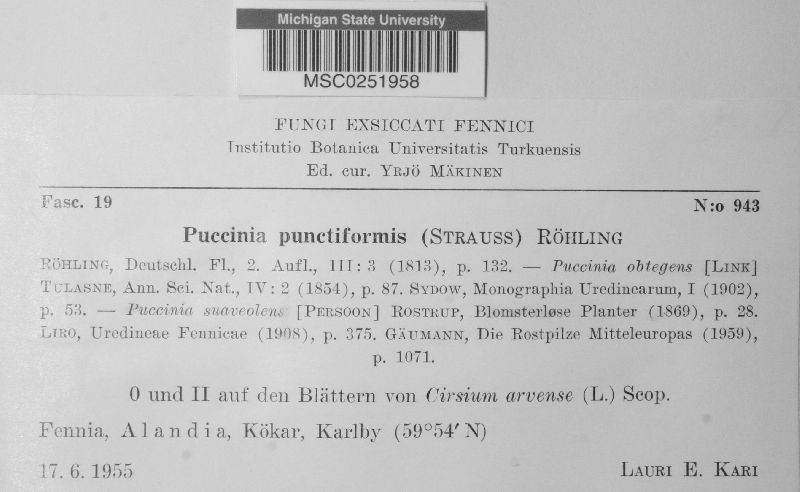 Michigan State University
MSC0251958
FUNGI EXSICCATI FENNICI
Institutio Botanica Universitatis Turkuensis
Ed. cur. YRJÖ MÄKINEN
Fasc. 19
N:o 943
Puccinia punctiformis (STRAUSS) RÖHLING
RÖHLING, Deutschl. Fl., 2. Aufl., III: 3 (1813), p. 132. — Puccinia obtegens [LINK]
TULASNE, Ann. Sci. Nat., IV: 2 (1854), p. 87. SYDOW, Monographia Uredinearum, I (1902),
p. 53. — Puccinia suaveolens [PERSOON] ROSTRUP, Blomsterløse Planter (1869), p. 28.
LIRO, Uredineae Fennicae (1908), p. 375. GÄUMANN, Die Rostpilze Mitteleuropas (1959),
p. 1071.
0 und II auf den Blättern von Cirsium arvense (L.) Scop.
Fennia, Alandia, Kökar, Karlby (59°54′ N)
17. 6. 1955
LAURI E. KARI